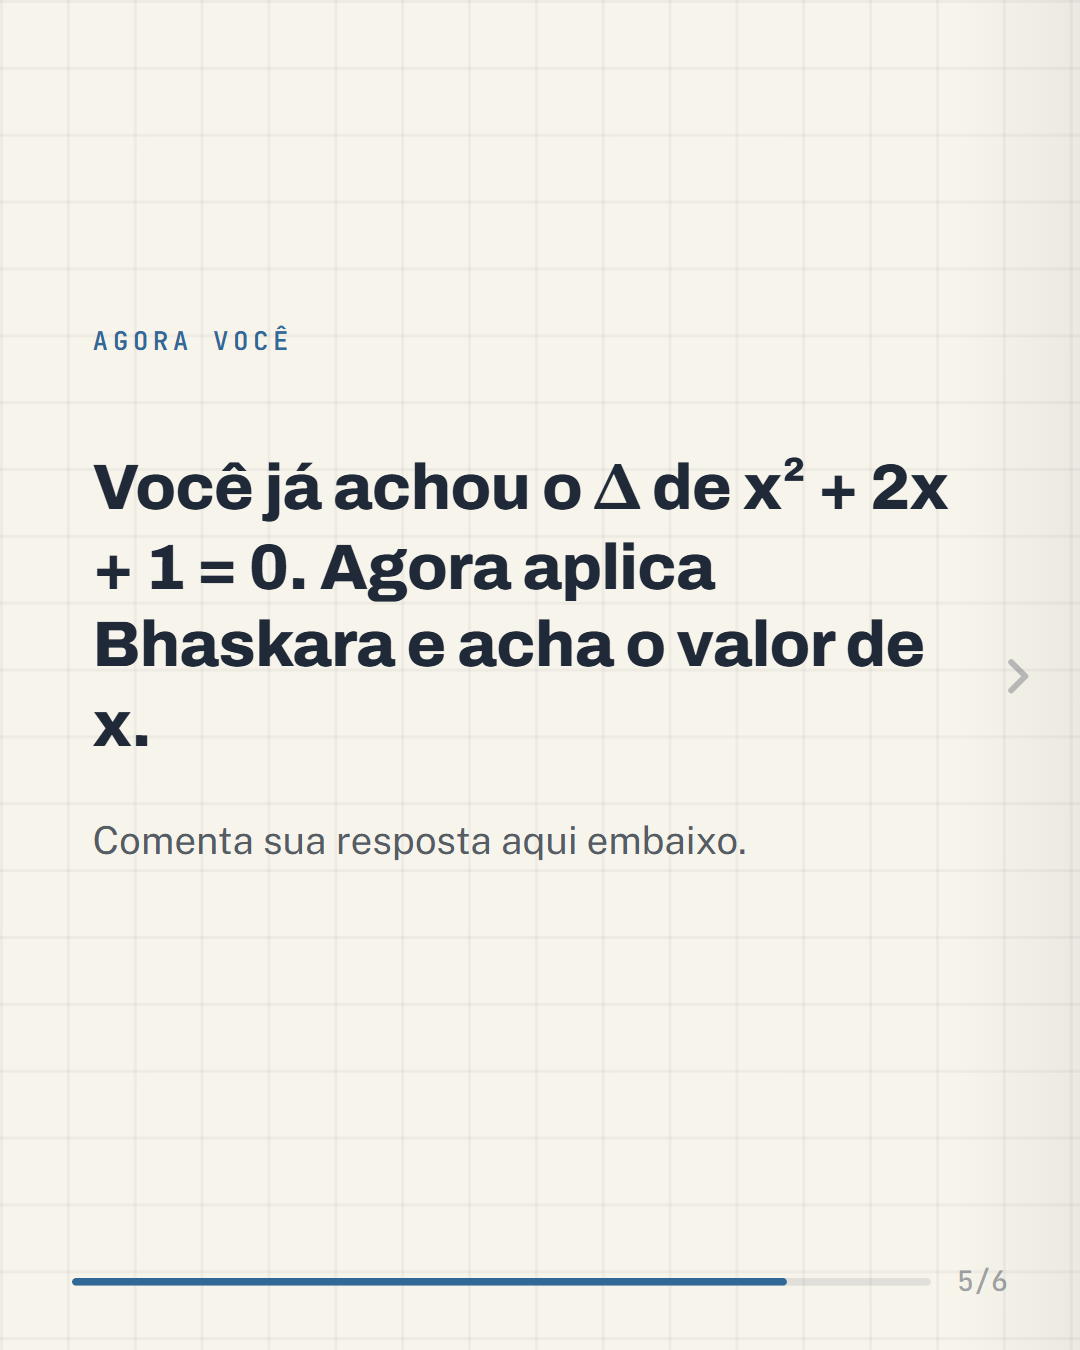 AGORA VOCÊ
Você já achou o Δ de x² + 2x
+ 1 = 0. Agora aplica
Bhaskara e acha o valor de
x.
Comenta sua resposta aqui embaixo.
5/6